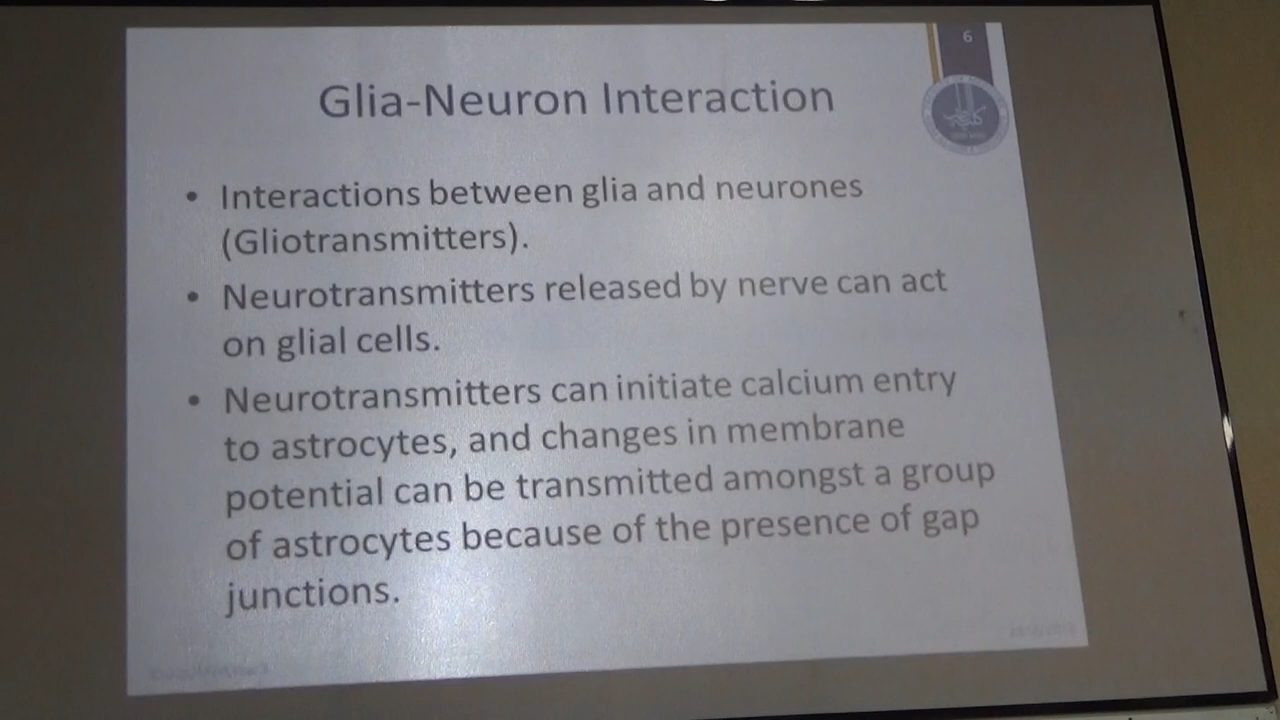 6
Glia-Neuron Interaction
• Interactions between glia and neurones
(Gliotransmitters).
• Neurotransmitters released by nerve can act
on glial cells.
• Neurotransmitters can initiate calcium entry
to astrocytes, and changes in membrane
potential can be transmitted amongst a group
of astrocytes because of the presence of gap
junctions.